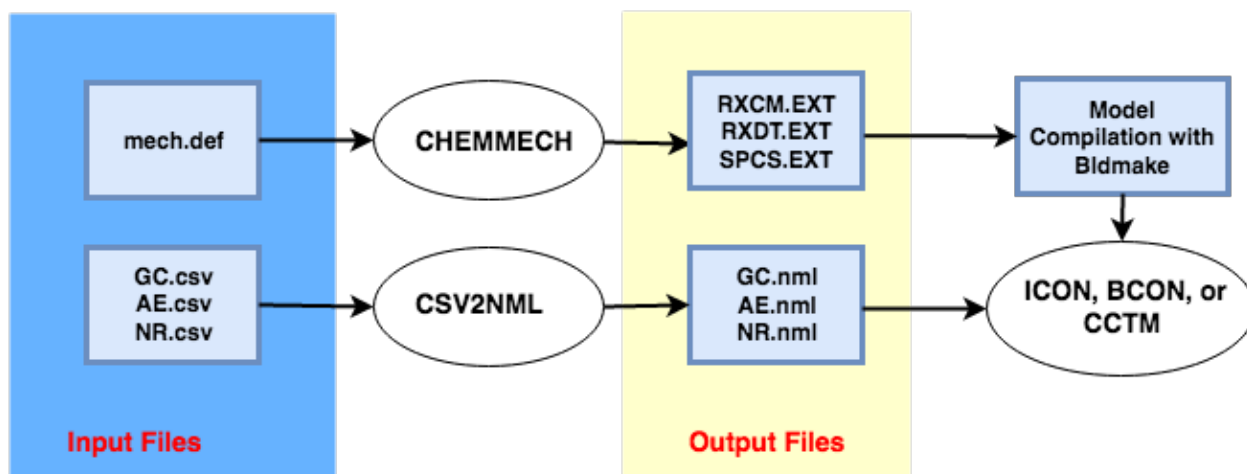 mech.def
CHEMMECH
RXCM.EXT
RXDT.EXT
SPCS.EXT
Model
Compilation with
Bldmake
GC.csv
AE.csv
NR.csv
CSV2NML
GC.nml
AE.nml
NR.nml
ICON, BCON, or
CCTM
Input Files
Output Files